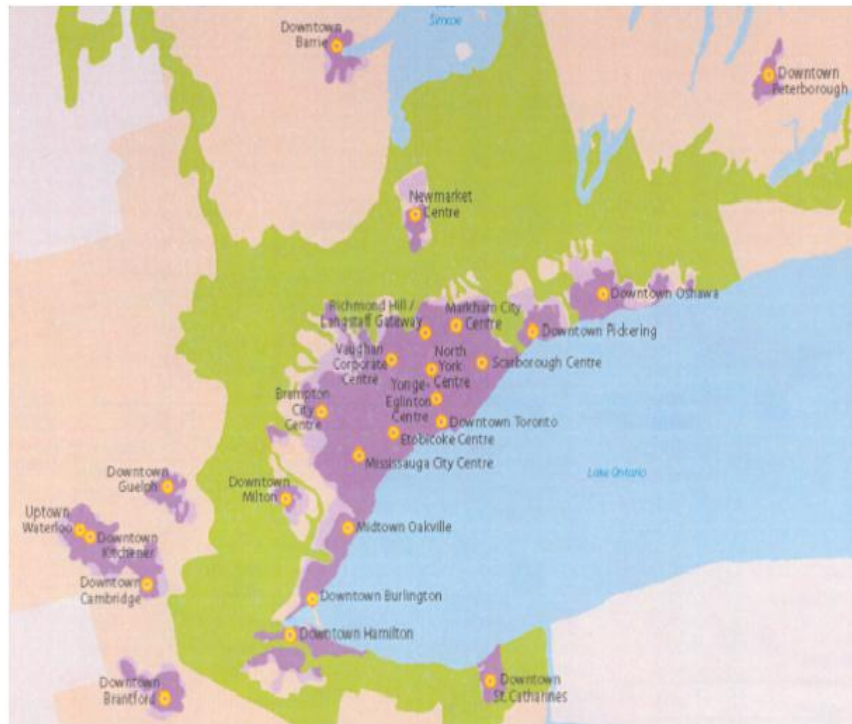 Simcoe
Downtown
Barrie
Downtown
Peterborough
Newmarket
Centre
Downtown Oshawa
Richmond Hill /
Langstaff Gateway
Markham City
Centre
Downtown Pickering
Vaughan
Corporate
Centre
North
York
Centre
Scarborough Centre
Yonge-
Eglinton
Centre
Brampton
City
Centre
Downtown Toronto
Etobicoke Centre
Mississauga City Centre
Downtown
Guelph
Downtown
Milton
Lake Ontario
Uptown
Waterloo
Downtown
Kitchener
Midtown Oakville
Downtown
Cambridge
Downtown Burlington
Downtown Hamilton
Downtown
Brantford
Downtown
St. Catharines